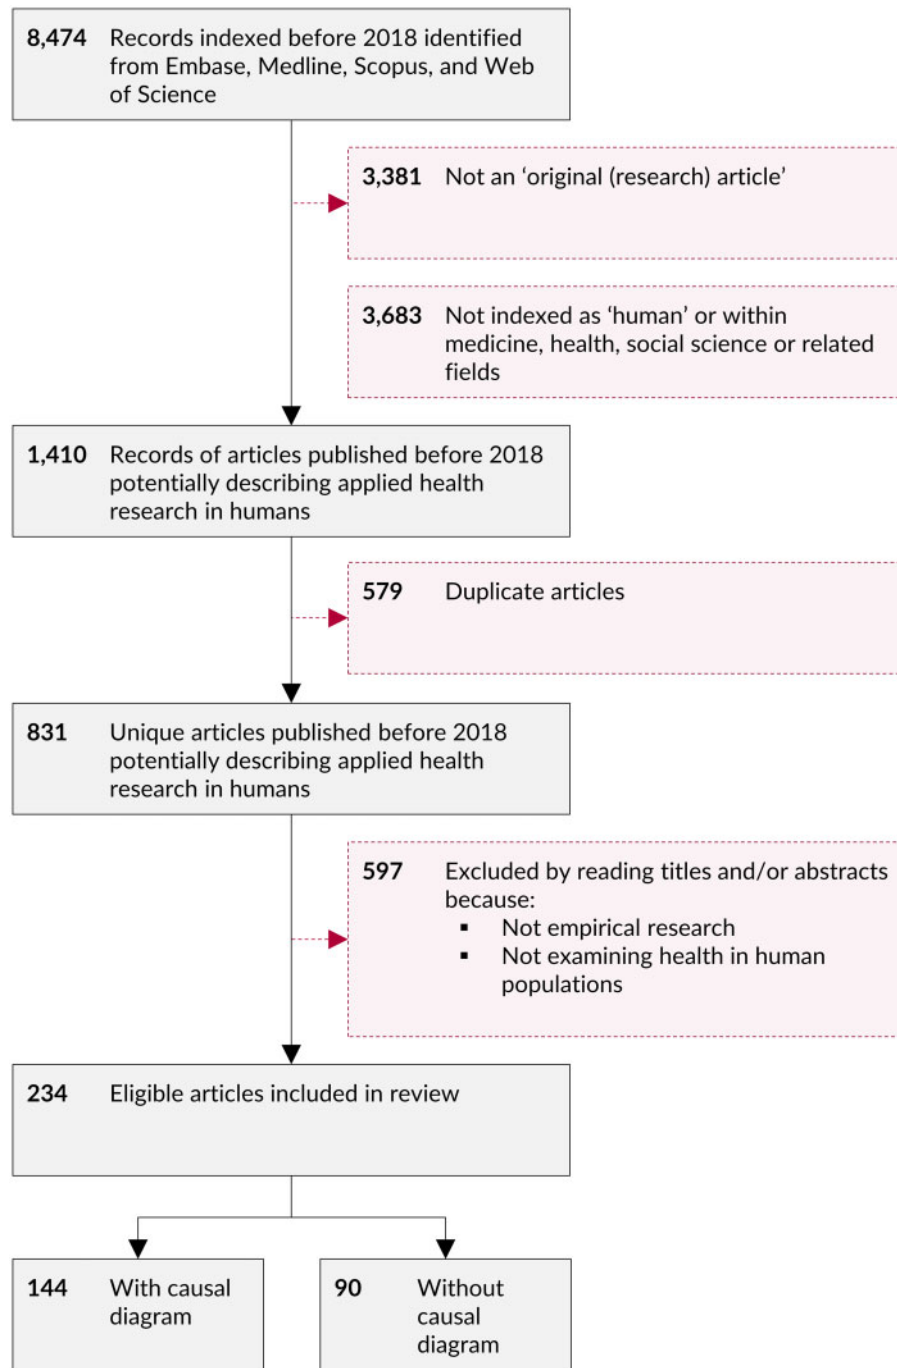 8,474 Records indexed before 2018 identified
from Embase, Medline, Scopus, and Web
of Science
3,381 Not an ‘original (research) article’
3,683 Not indexed as ‘human’ or within
medicine, health, social science or related
fields
1,410 Records of articles published before 2018
potentially describing applied health
research in humans
579 Duplicate articles
831 Unique articles published before 2018
potentially describing applied health
research in humans
597 Excluded by reading titles and/or abstracts
because:
▪ Not empirical research
▪ Not examining health in human
populations
234 Eligible articles included in review
144 With causal
diagram
90 Without
causal
diagram